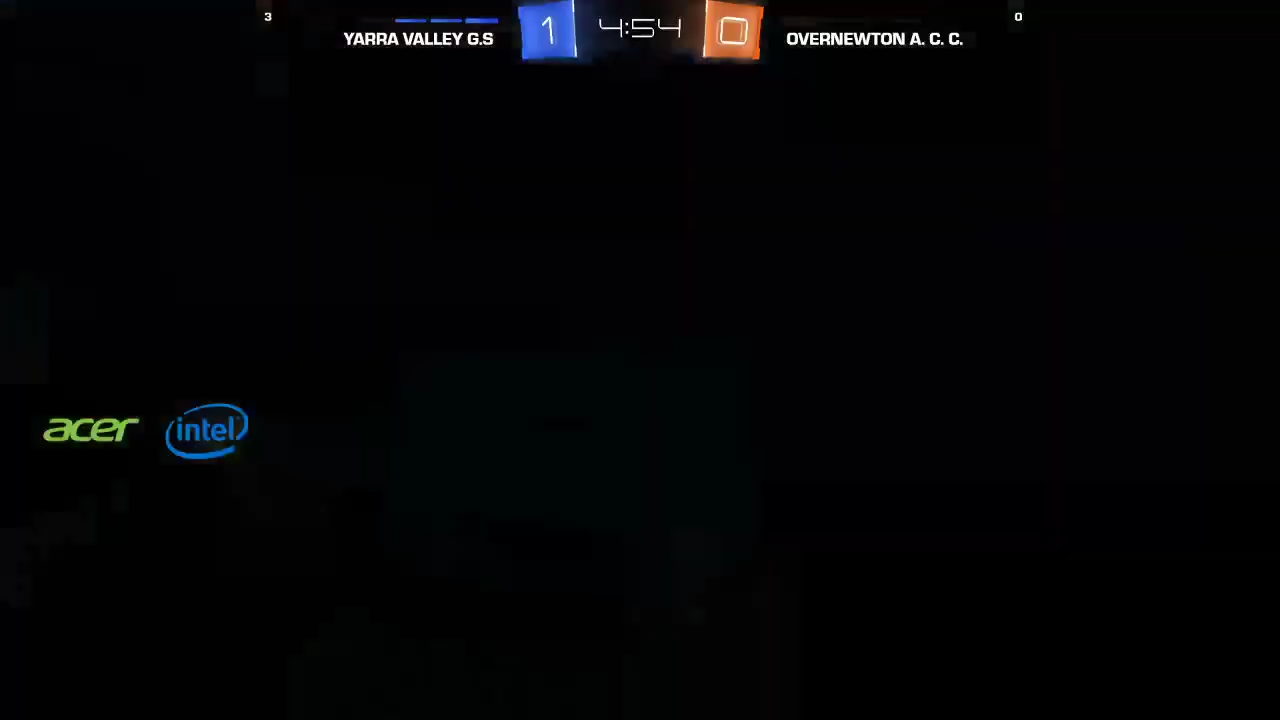 3
YARRA VALLEY G.S
1
4:54
0
OVERNEWTON A. C. C.
0
acer
intel